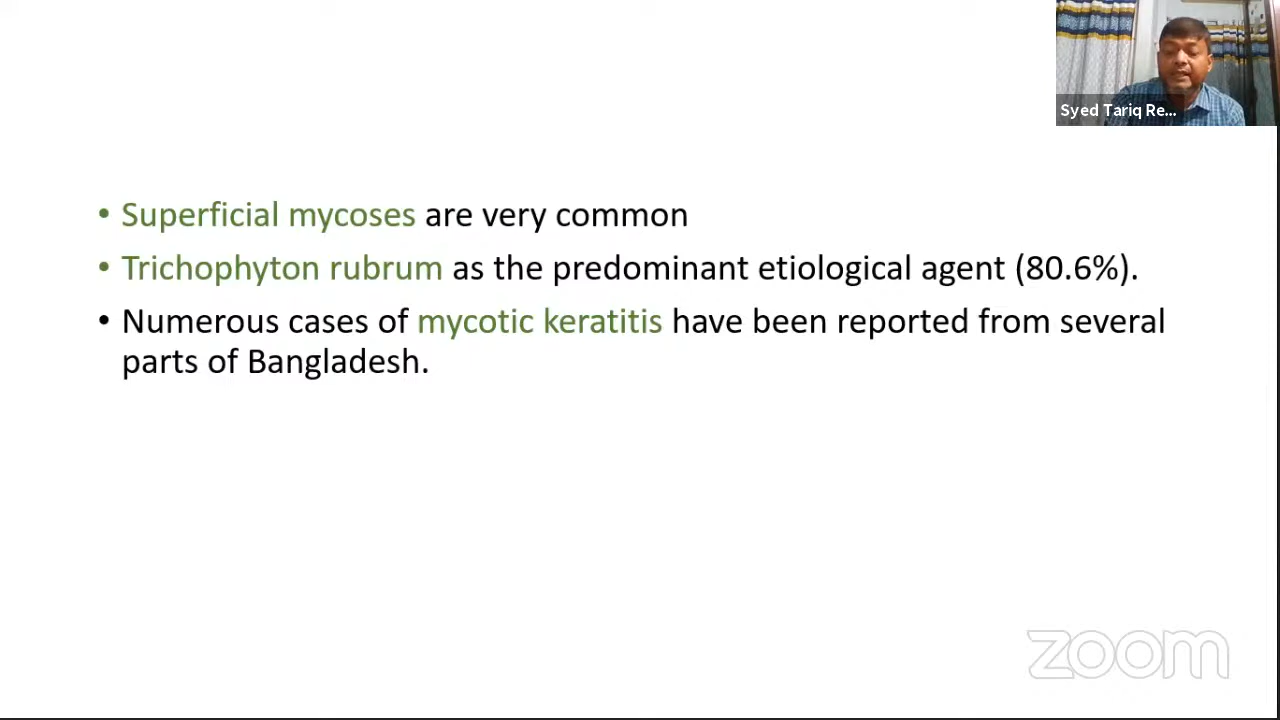 Syed Tariq Re...
• Superficial mycoses are very common
• Trichophyton rubrum as the predominant etiological agent (80.6%).
• Numerous cases of mycotic keratitis have been reported from several
parts of Bangladesh.
zoom